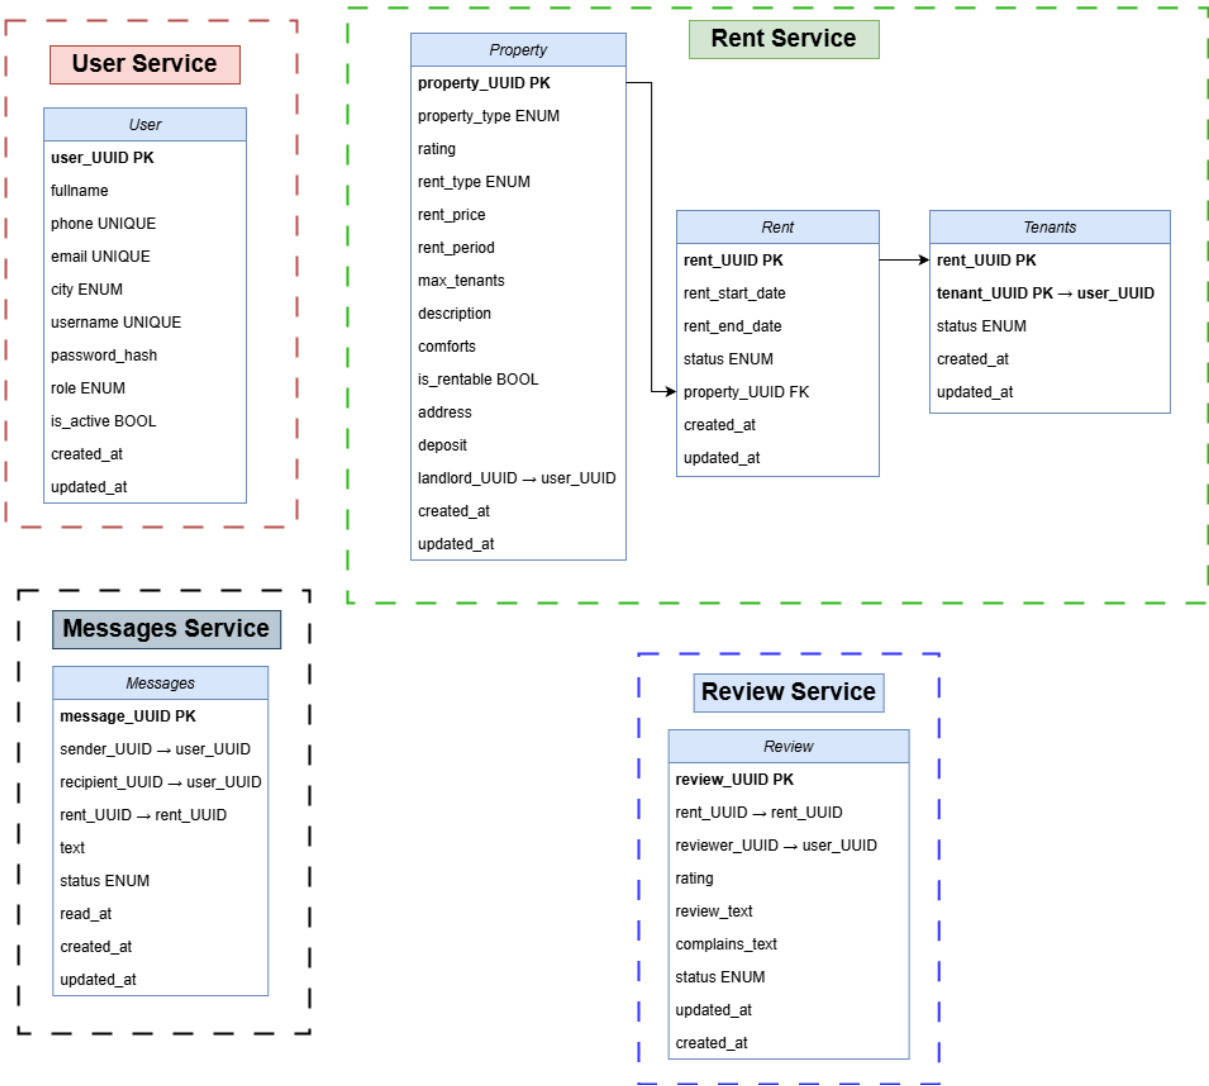 User Service
User
user_UUID PK
fullname
phone UNIQUE
email UNIQUE
city ENUM
username UNIQUE
password_hash
role ENUM
is_active BOOL
created_at
updated_at
Rent Service
Property
property_UUID PK
property_type ENUM
rating
rent_type ENUM
rent_price
rent_period
max_tenants
description
comforts
is_rentable BOOL
address
deposit
landlord_UUID → user_UUID
created_at
updated_at
Rent
rent_UUID PK
rent_start_date
rent_end_date
status ENUM
property_UUID FK
created_at
updated_at
Tenants
rent_UUID PK
tenant_UUID PK → user_UUID
status ENUM
created_at
updated_at
Messages Service
Messages
message_UUID PK
sender_UUID → user_UUID
recipient_UUID → user_UUID
rent_UUID → rent_UUID
text
status ENUM
read_at
created_at
updated_at
Review Service
Review
review_UUID PK
rent_UUID → rent_UUID
reviewer_UUID → user_UUID
rating
review_text
complains_text
status ENUM
updated_at
created_at